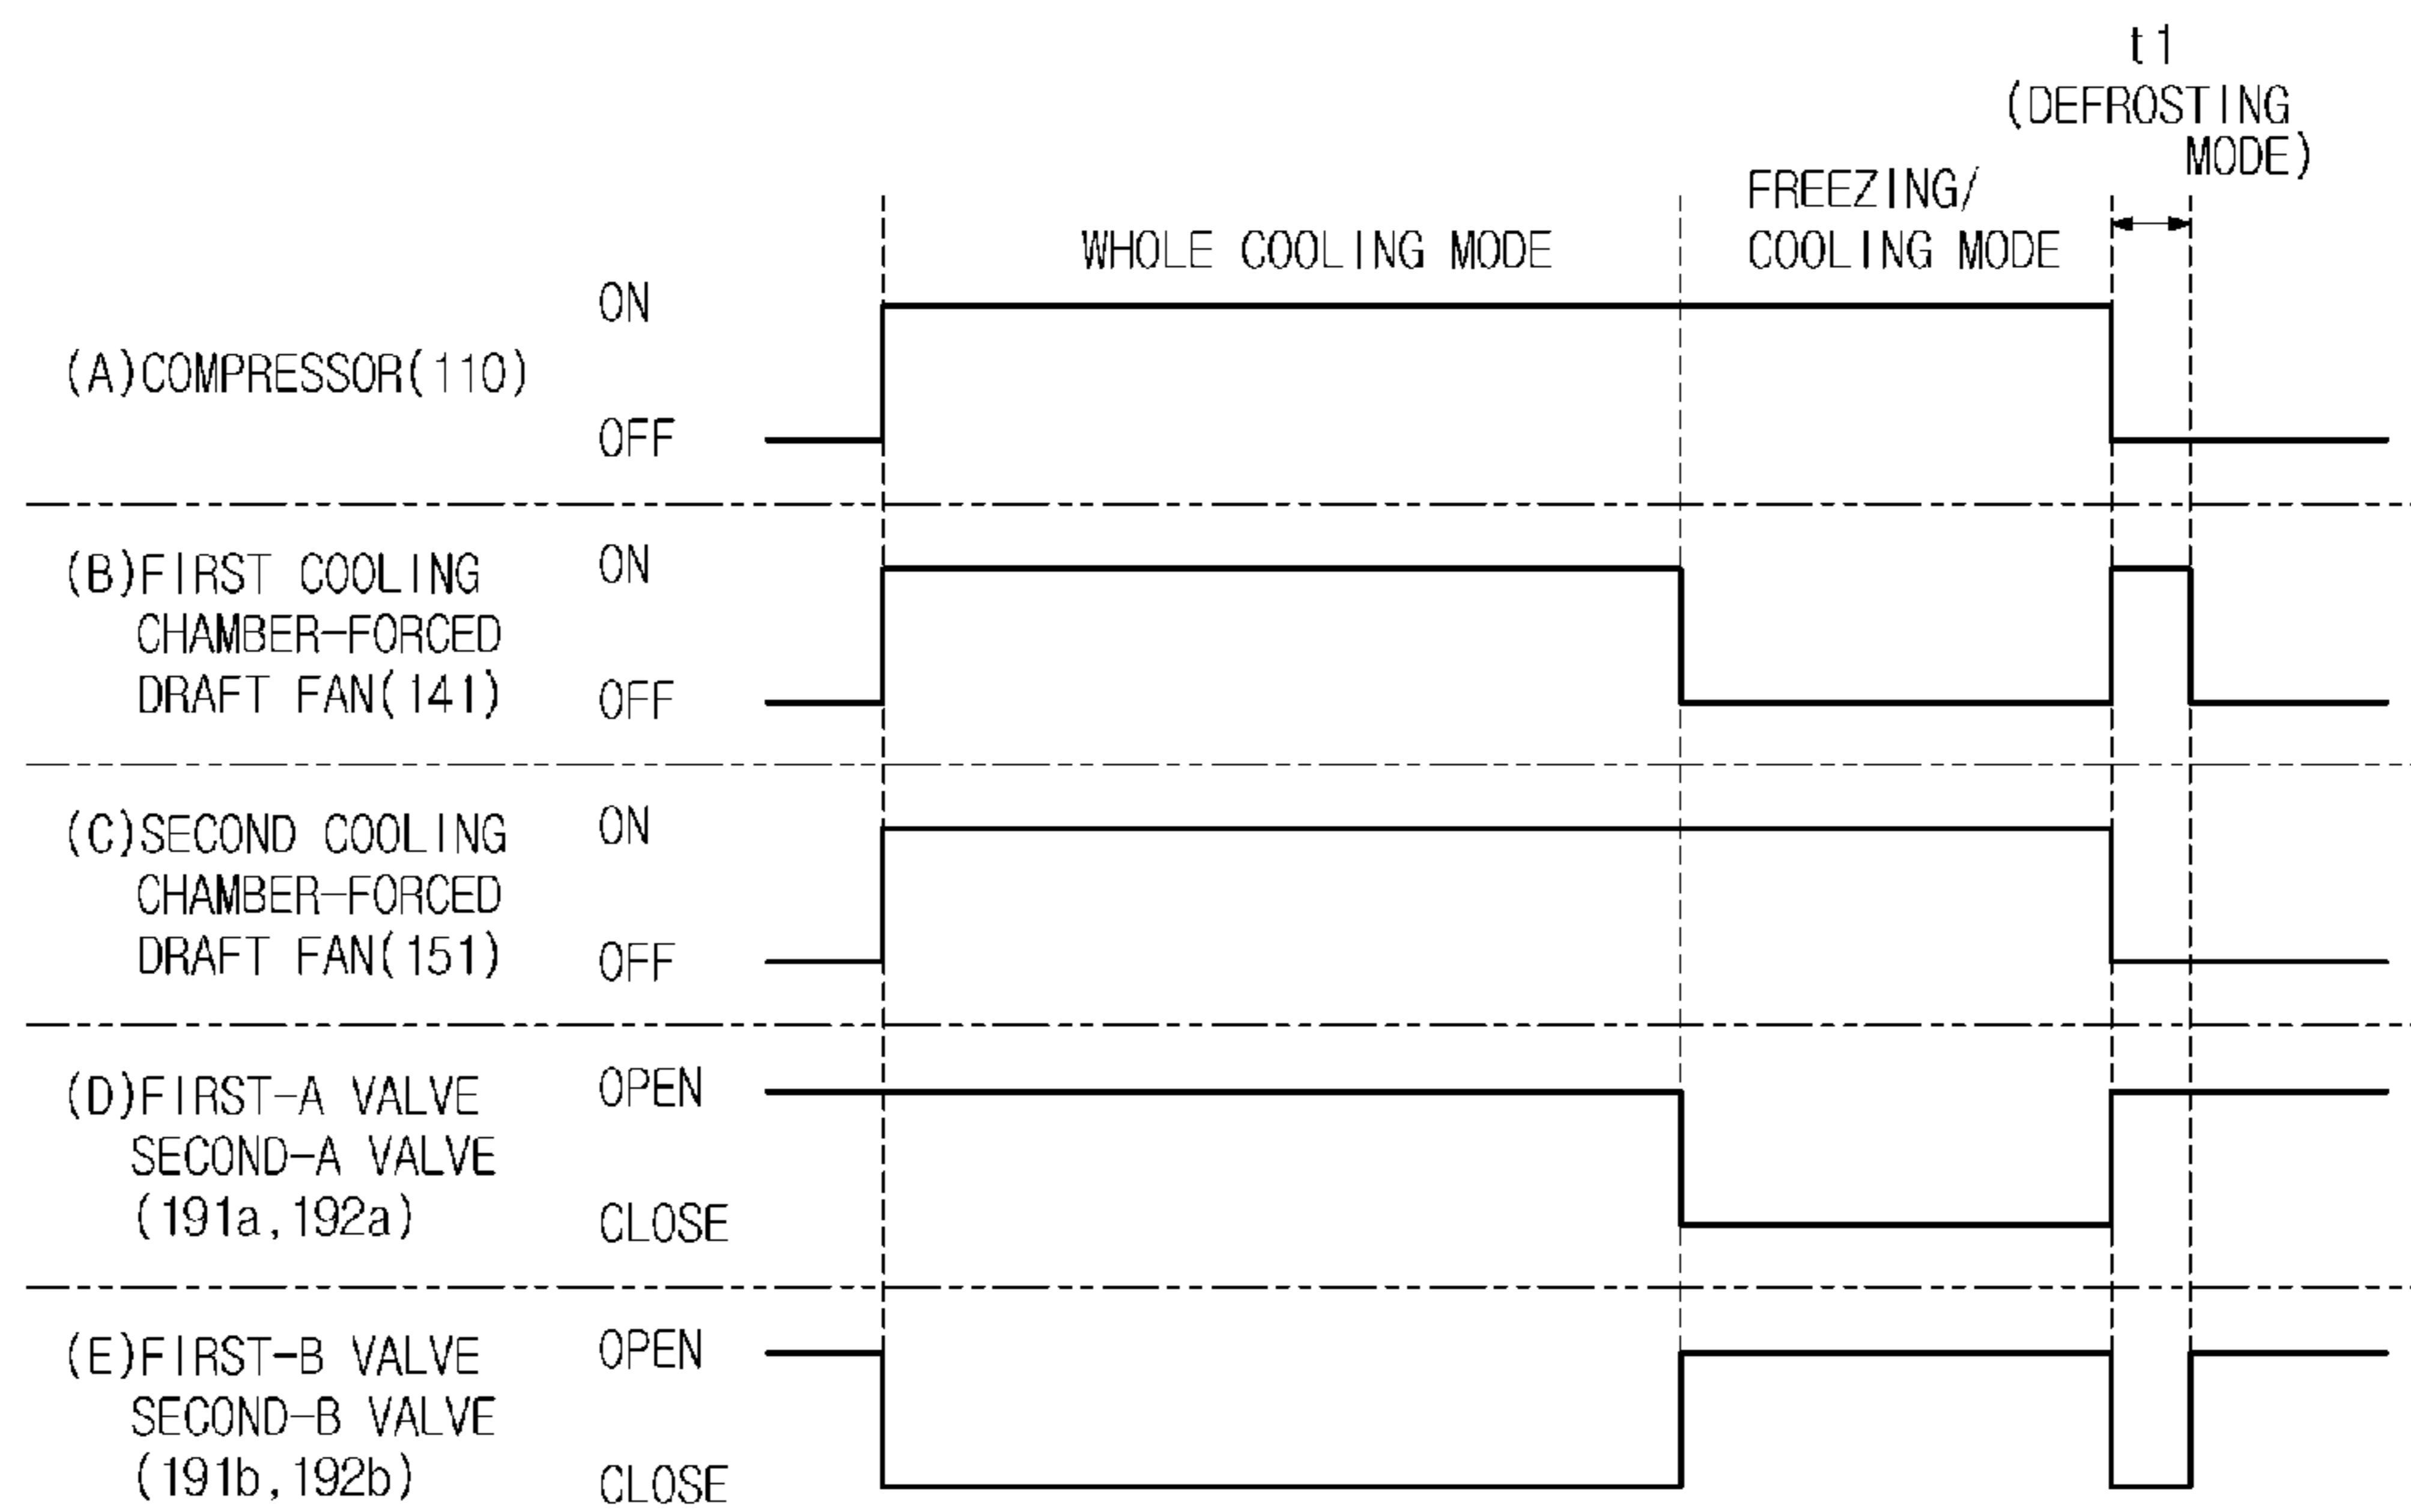 t1
(DEFROSTING
MODE)
FREEZING/
COOLING MODE
WHOLE COOLING MODE
ON
(A)COMPRESSOR(110)
OFF
(B)FIRST COOLING
CHAMBER-FORCED
DRAFT FAN(141)
ON
OFF
(C)SECOND COOLING
CHAMBER-FORCED
DRAFT FAN(151)
ON
OFF
(D)FIRST-A VALVE
SECOND-A VALVE
(191a,192a)
OPEN
CLOSE
(E)FIRST-B VALVE
SECOND-B VALVE
(191b,192b)
OPEN
CLOSE